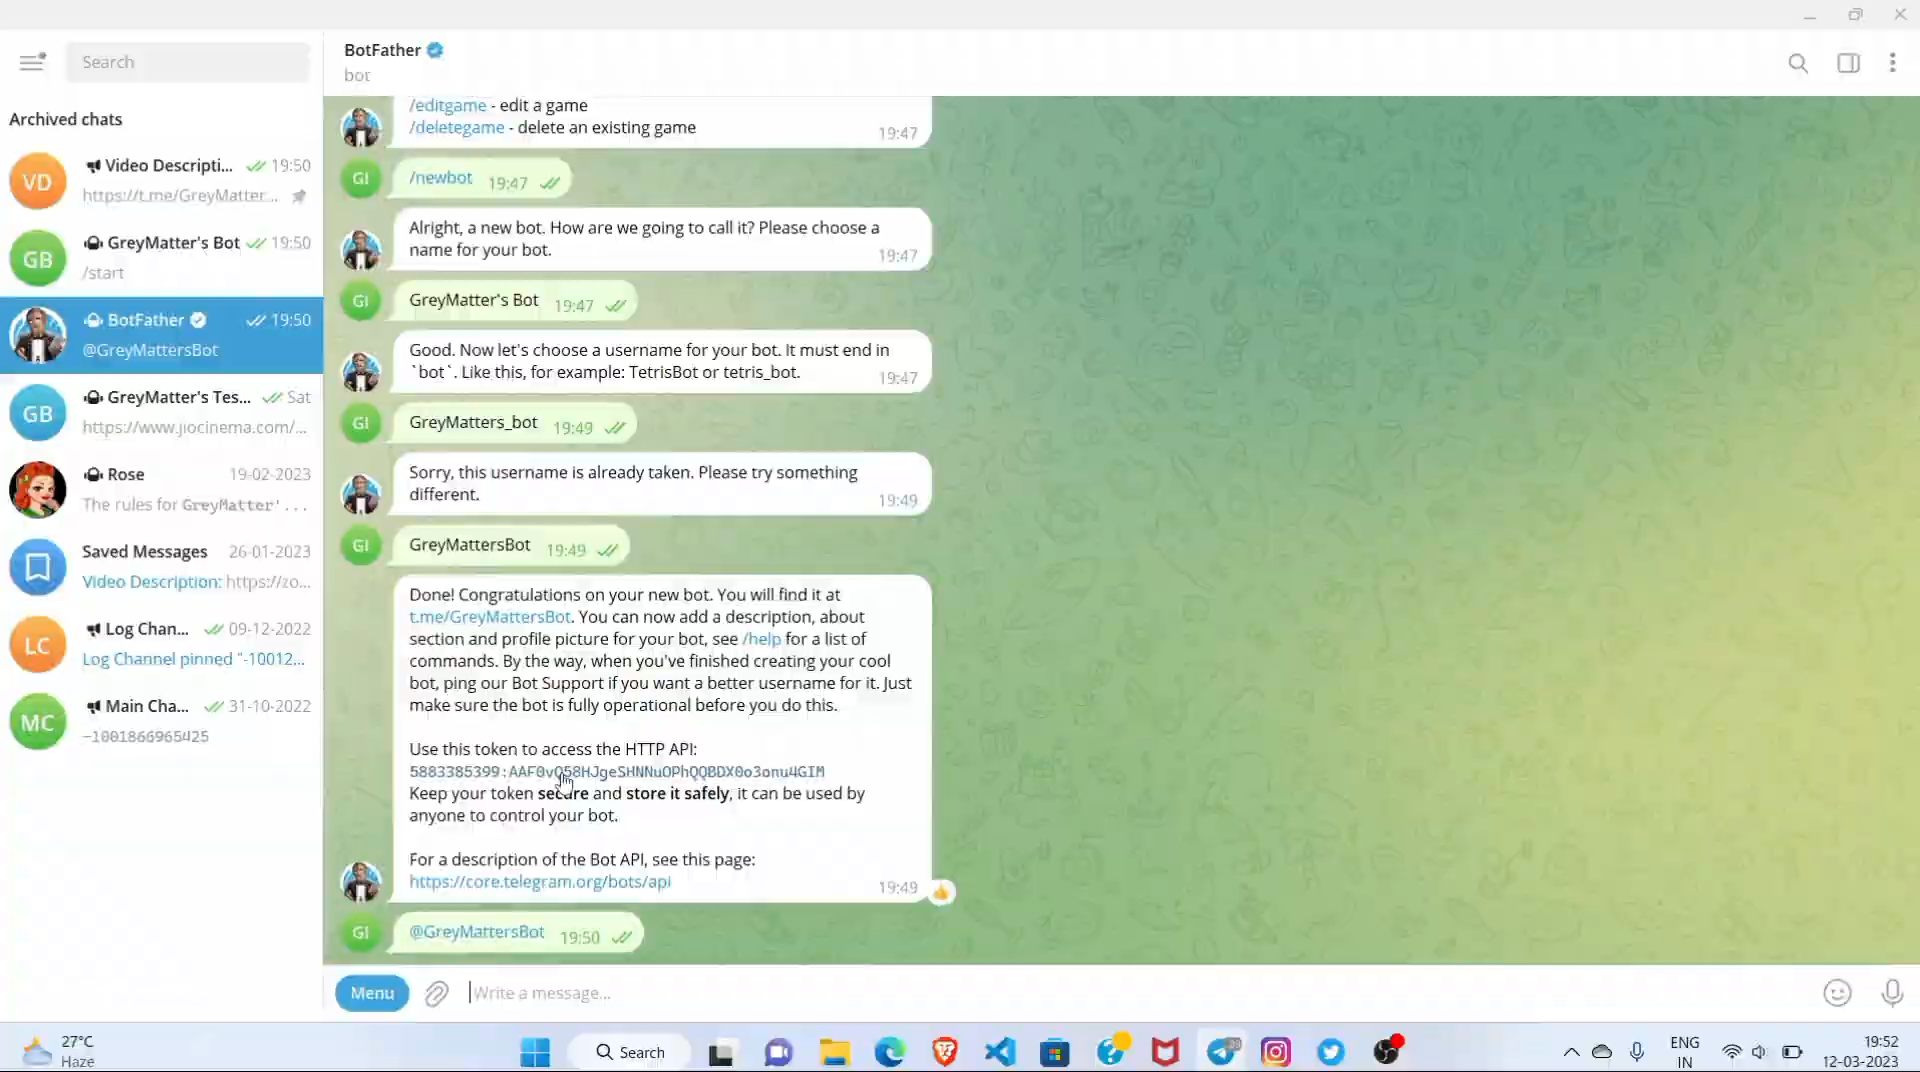 Search
Archived chats
VD
Video Descripti...
19:50
https://t.me/GreyMatter...
GB
GreyMatter's Bot
19:50
/start
BotFather
19:50
@GreyMattersBot
GB
GreyMatter's Tes...
Sat
https://www.jiocinema.com/...
Rose
19-02-2023
The rules for GreyMatter'...
Saved Messages
26-01-2023
Video Description: https://zo...
LC
Log Chan...
09-12-2022
Log Channel pinned "-10012...
MC
Main Cha...
31-10-2022
-1001866965425
BotFather
bot
/editgame - edit a game
/deletegame - delete an existing game
19:47
GI
/newbot
19:47
Alright, a new bot. How are we going to call it? Please choose a
name for your bot.
19:47
GI
GreyMatter's Bot
19:47
Good. Now let's choose a username for your bot. It must end in
`bot`. Like this, for example: TetrisBot or tetris_bot.
19:47
GI
GreyMatters_bot
19:49
Sorry, this username is already taken. Please try something
different.
19:49
GI
GreyMattersBot
19:49
Done! Congratulations on your new bot. You will find it at
t.me/GreyMattersBot. You can now add a description, about
section and profile picture for your bot, see /help for a list of
commands. By the way, when you've finished creating your cool
bot, ping our Bot Support if you want a better username for it. Just
make sure the bot is fully operational before you do this.
Use this token to access the HTTP API:
Keep your token secure and store it safely, it can be used by
anyone to control your bot.
For a description of the Bot API, see this page:
https://core.telegram.org/bots/api
19:49
GI
@GreyMattersBot
19:50
Menu
Write a message...
27°C
Haze
Search
ENG
IN
19:52
12-03-2023